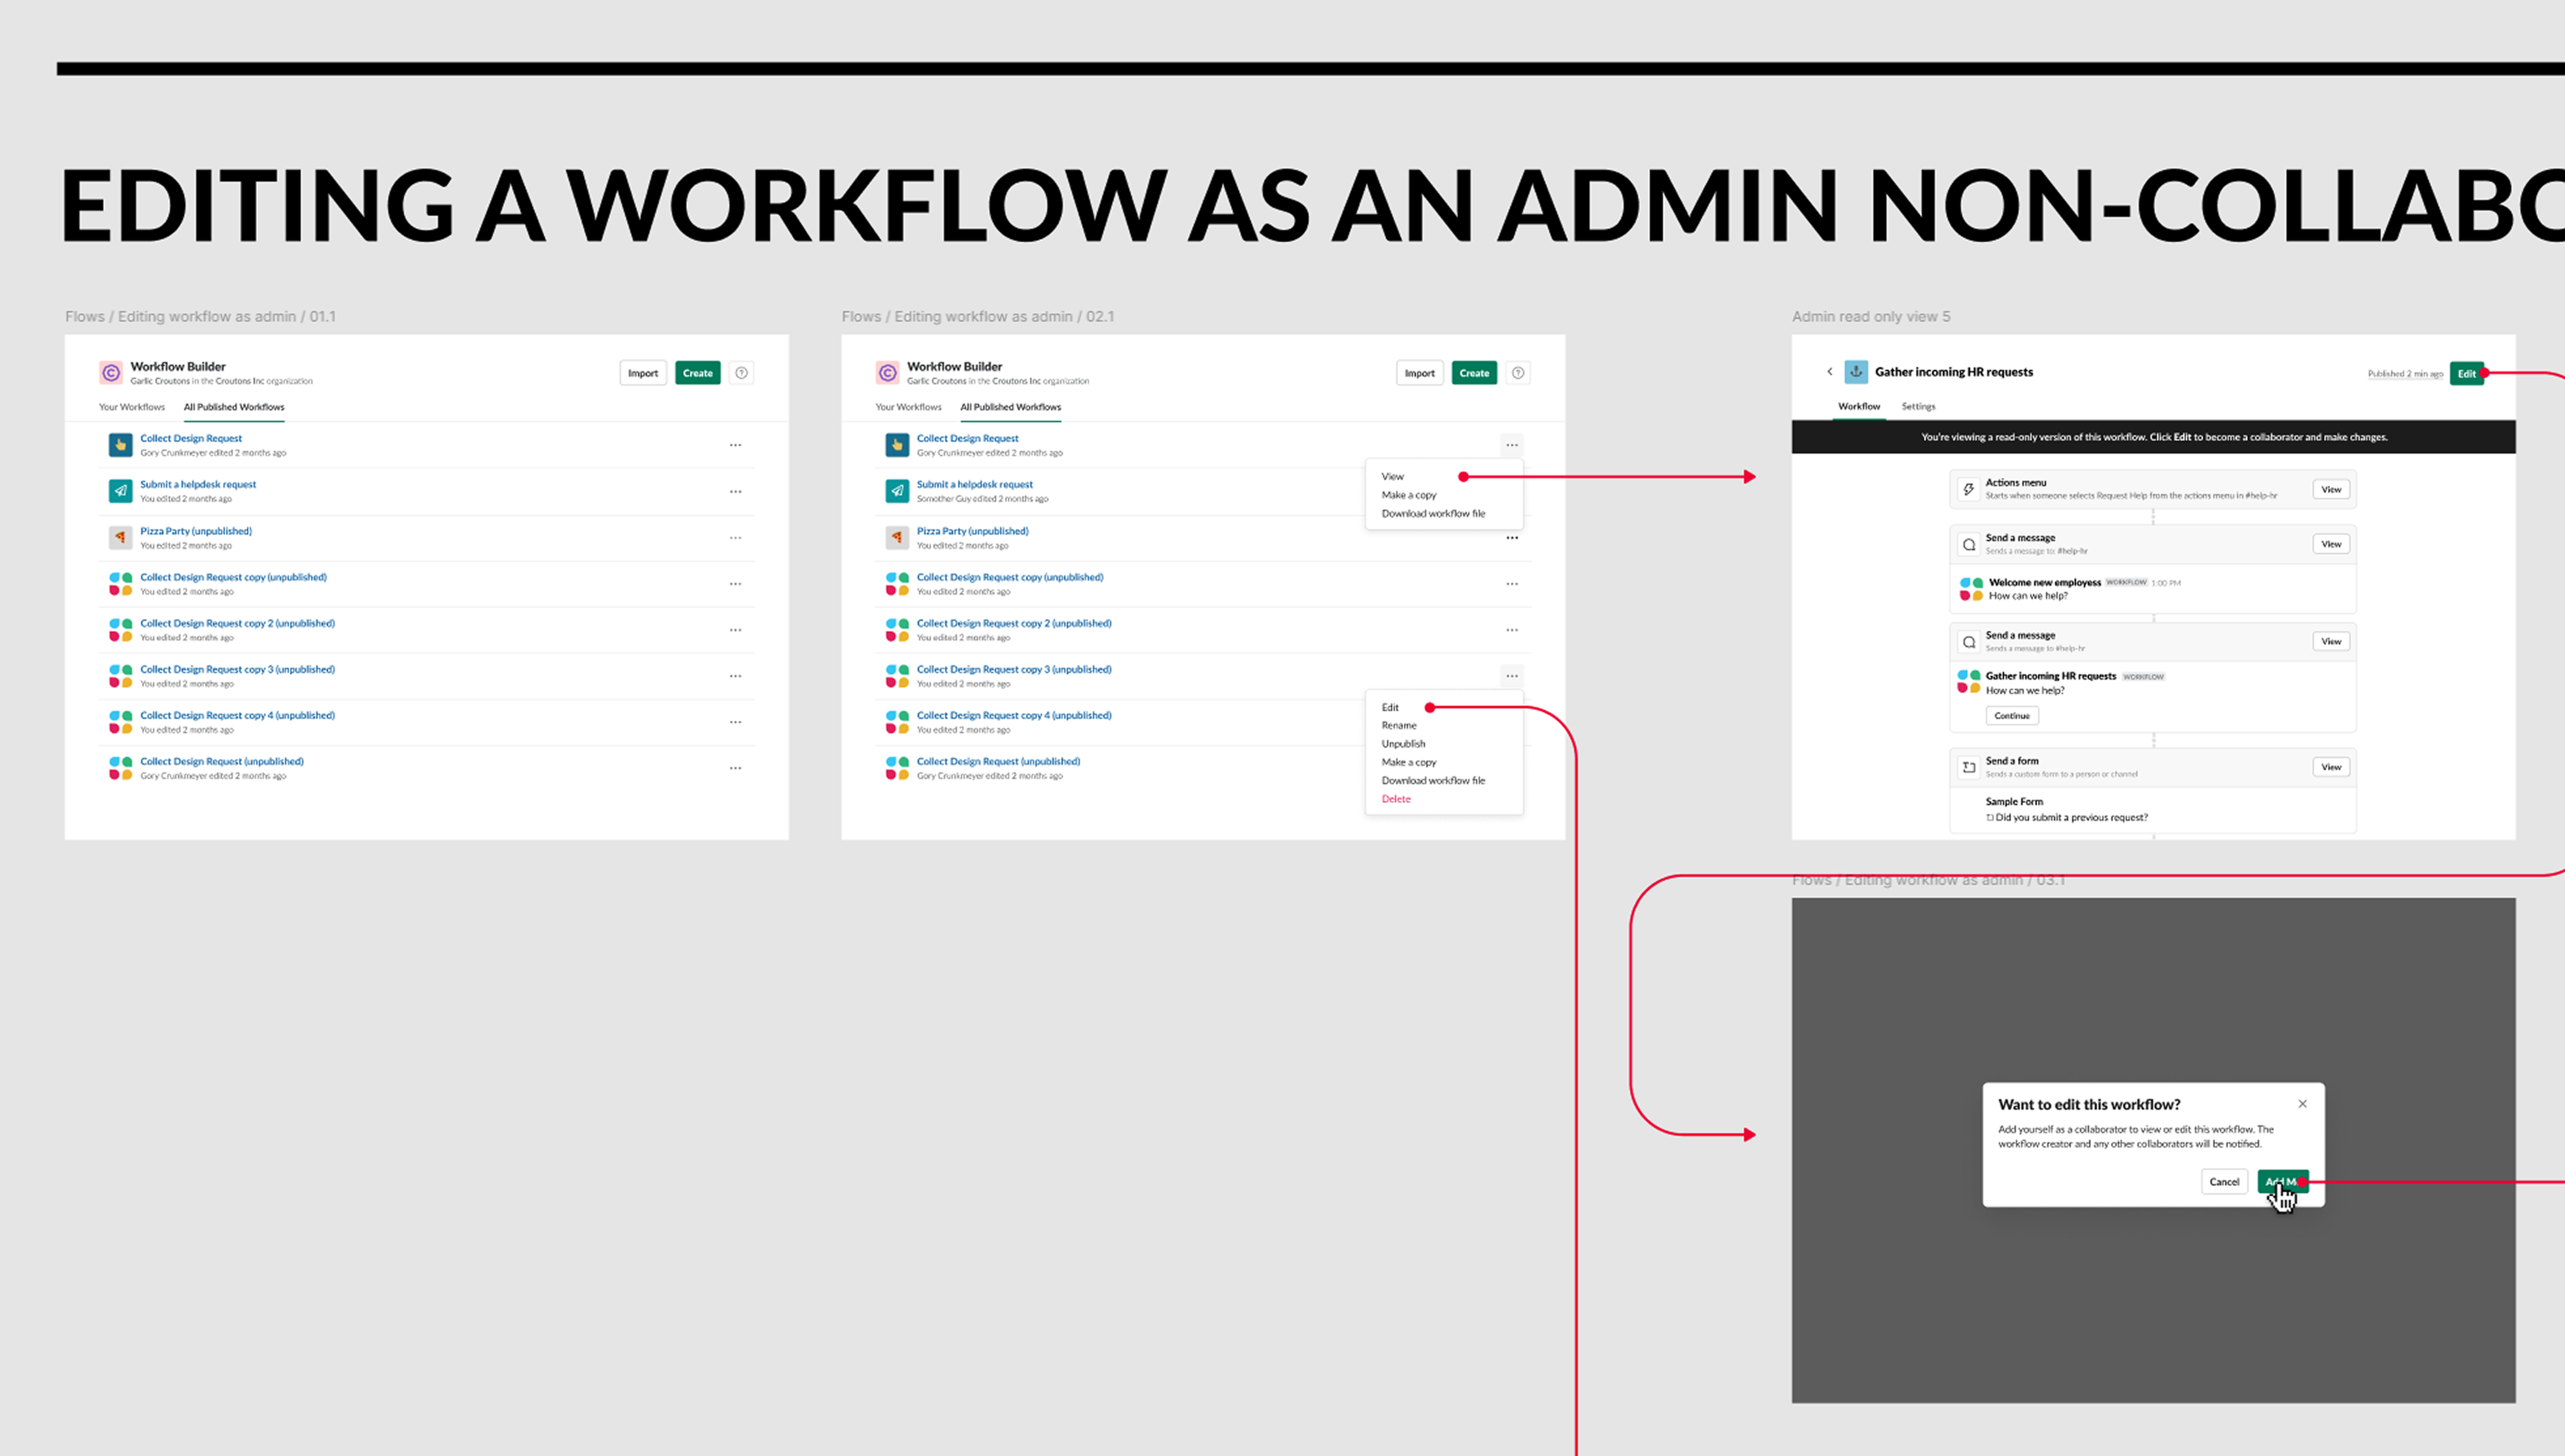 EDITING A WORKFLOW AS AN ADMIN NON-COLLABO
Flows / Editing workflow as admin / 01.1
Workflow Builder
Garlic Croutons in the Croutons Inc organization
Import
Create
Your Workflows
All Published Workflows
Collect Design Request
Gory Crunkmeyer edited 2 months ago
Submit a helpdesk request
You edited 2 months ago
Pizza Party (unpublished)
You edited 2 months ago
Collect Design Request copy (unpublished)
You edited 2 months ago
Collect Design Request copy 2 (unpublished)
You edited 2 months ago
Collect Design Request copy 3 (unpublished)
You edited 2 months ago
Collect Design Request copy 4 (unpublished)
You edited 2 months ago
Collect Design Request (unpublished)
Gory Crunkmeyer edited 2 months ago
Flows / Editing workflow as admin / 02.1
Workflow Builder
Garlic Croutons in the Croutons Inc organization
Import
Create
Your Workflows
All Published Workflows
Collect Design Request
Gory Crunkmeyer edited 2 months ago
Submit a helpdesk request
Somother Guy edited 2 months ago
Pizza Party (unpublished)
You edited 2 months ago
Collect Design Request copy (unpublished)
You edited 2 months ago
Collect Design Request copy 2 (unpublished)
You edited 2 months ago
Collect Design Request copy 3 (unpublished)
You edited 2 months ago
Collect Design Request copy 4 (unpublished)
You edited 2 months ago
Collect Design Request (unpublished)
Gory Crunkmeyer edited 2 months ago
View
Make a copy
Download workflow file
Edit
Rename
Unpublish
Make a copy
Download workflow file
Delete
Admin read only view 5
Gather incoming HR requests
Published 2 min ago
Edit
Workflow
Settings
You're viewing a read-only version of this workflow. Click Edit to become a collaborator and make changes.
Actions menu
Starts when someone selects Request Help from the actions menu in #help-hr
View
Send a message
Sends a message to: #help-hr
View
Welcome new employess WORKFLOW 1:00 PM
How can we help?
Send a message
Sends a message to #help-hr
View
Gather incoming HR requests WORKFLOW
How can we help?
Continue
Send a form
Sends a custom form to a person or channel
View
Sample Form
Did you submit a previous request?
Flows / Editing workflow as admin / 03.1
Want to edit this workflow?
Add yourself as a collaborator to view or edit this workflow. The
workflow creator and any other collaborators will be notified.
Cancel
Add M